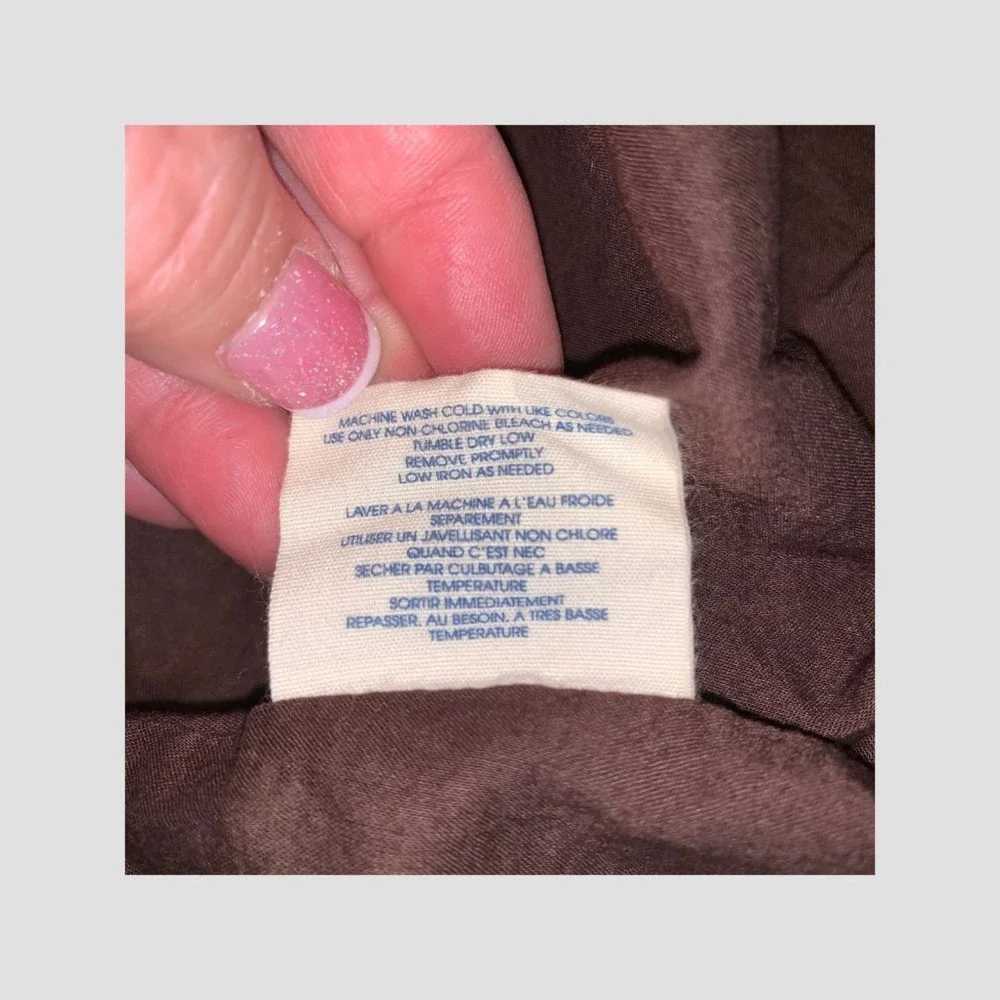 MACHINE WASH COLD WITH LIKE COLORS
USE ONLY NON CHLORINE BLEACH AS NEEDED
TUMBLE DRY LOW
REMOVE PROMPTLY
LOW IRON AS NEEDED
LAVER A LA MACHINE A L'EAU FROIDE
SEPAREMENT
UTILISER UN JAVELLISANT NON CHLORE
QUAND C'EST NEC
SECHER PAR CULBUTAGE A BASSE
TEMPERATURE
SORTIR IMMEDIATEMENT
REPASSER, AU BESOIN, A TRES BASSE
TEMPERATURE